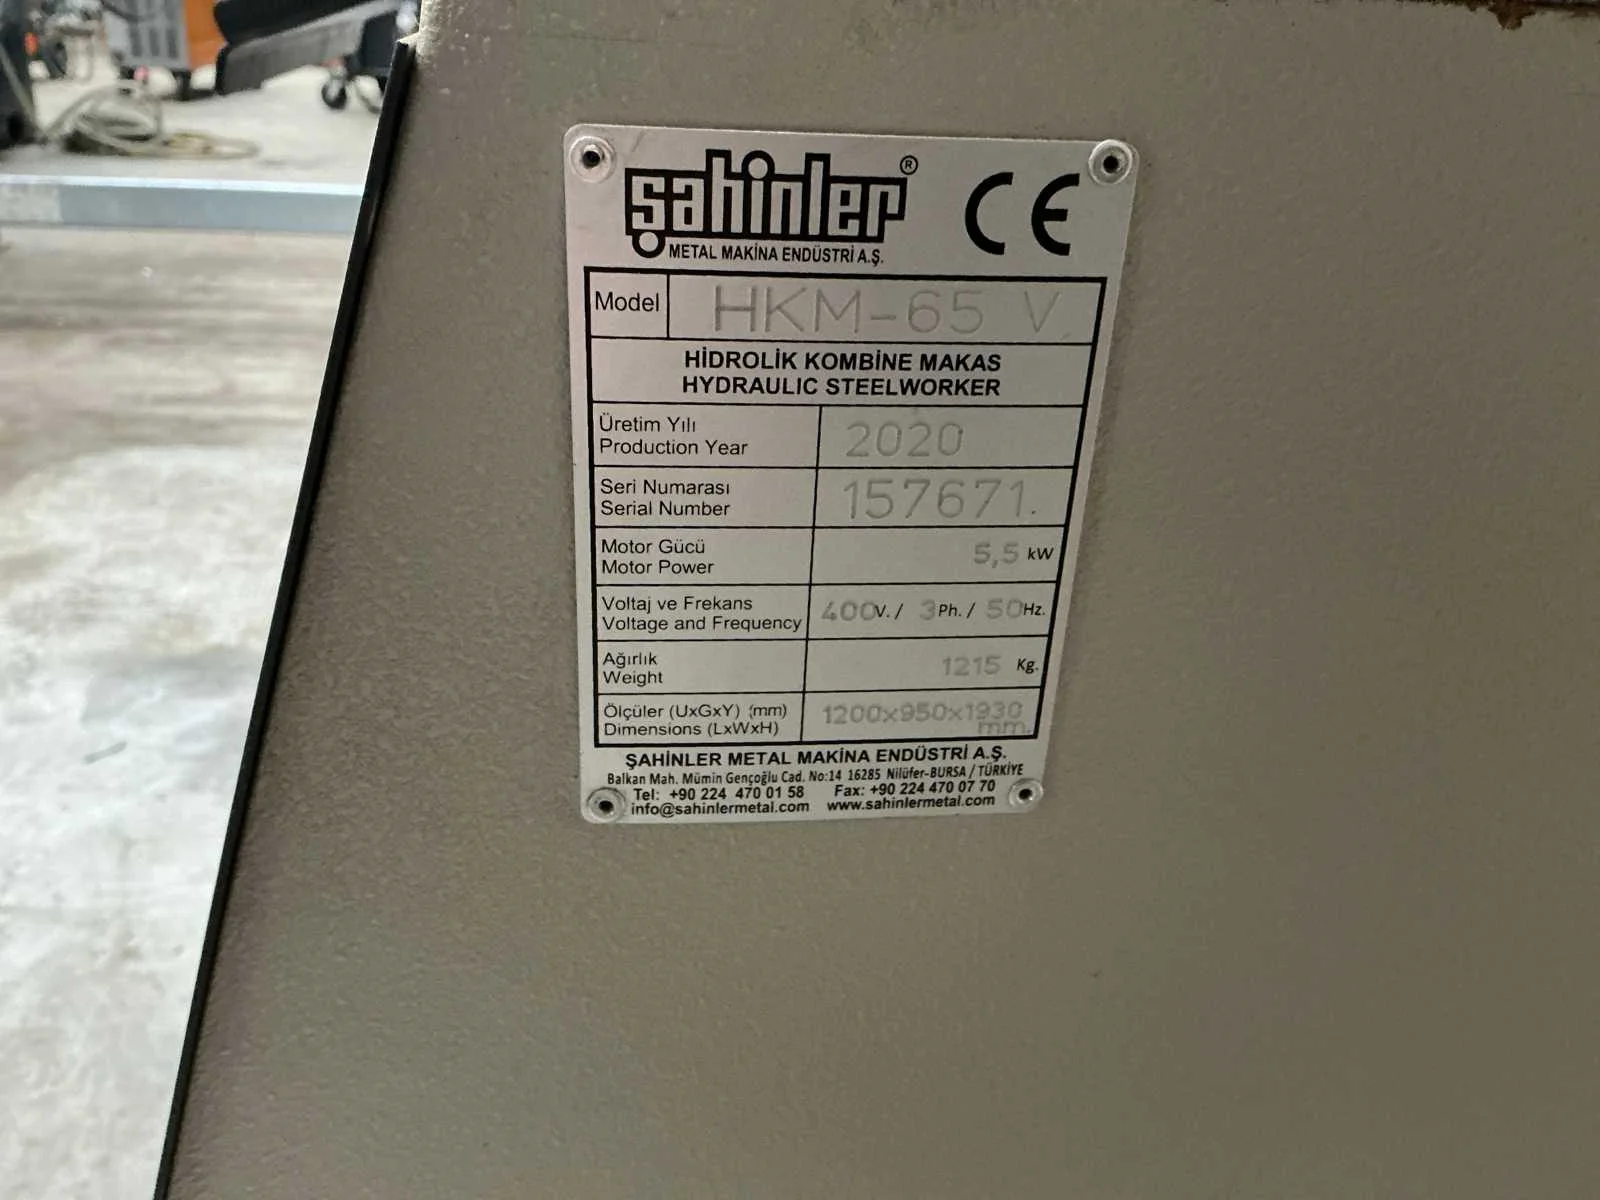 şahinler®
METAL MAKİNA ENDÜSTRİ A.Ş.
CE
Model HKM-65 V
HİDROLİK KOMBİNE MAKAS
HYDRAULIC STEELWORKER
Üretim Yılı
Production Year
2020
Seri Numarası
Serial Number
157671.
Motor Gücü
Motor Power
5,5 kW
Voltaj ve Frekans
Voltage and Frequency
400V. / 3Ph. / 50Hz.
Ağırlık
Weight
1215 Kg.
Ölçüler (UxGxY) (mm)
Dimensions (LxWxH)
1200x950x1930
mm.
ŞAHİNLER METAL MAKİNA ENDÜSTRİ A.Ş.
Balkan Mah. Mümin Gençoğlu Cad. No:14 16285 Nilüfer-BURSA / TÜRKİYE
Tel: +90 224 470 01 58 Fax: +90 224 470 07 70
info@sahinlermetal.com www.sahinlermetal.com